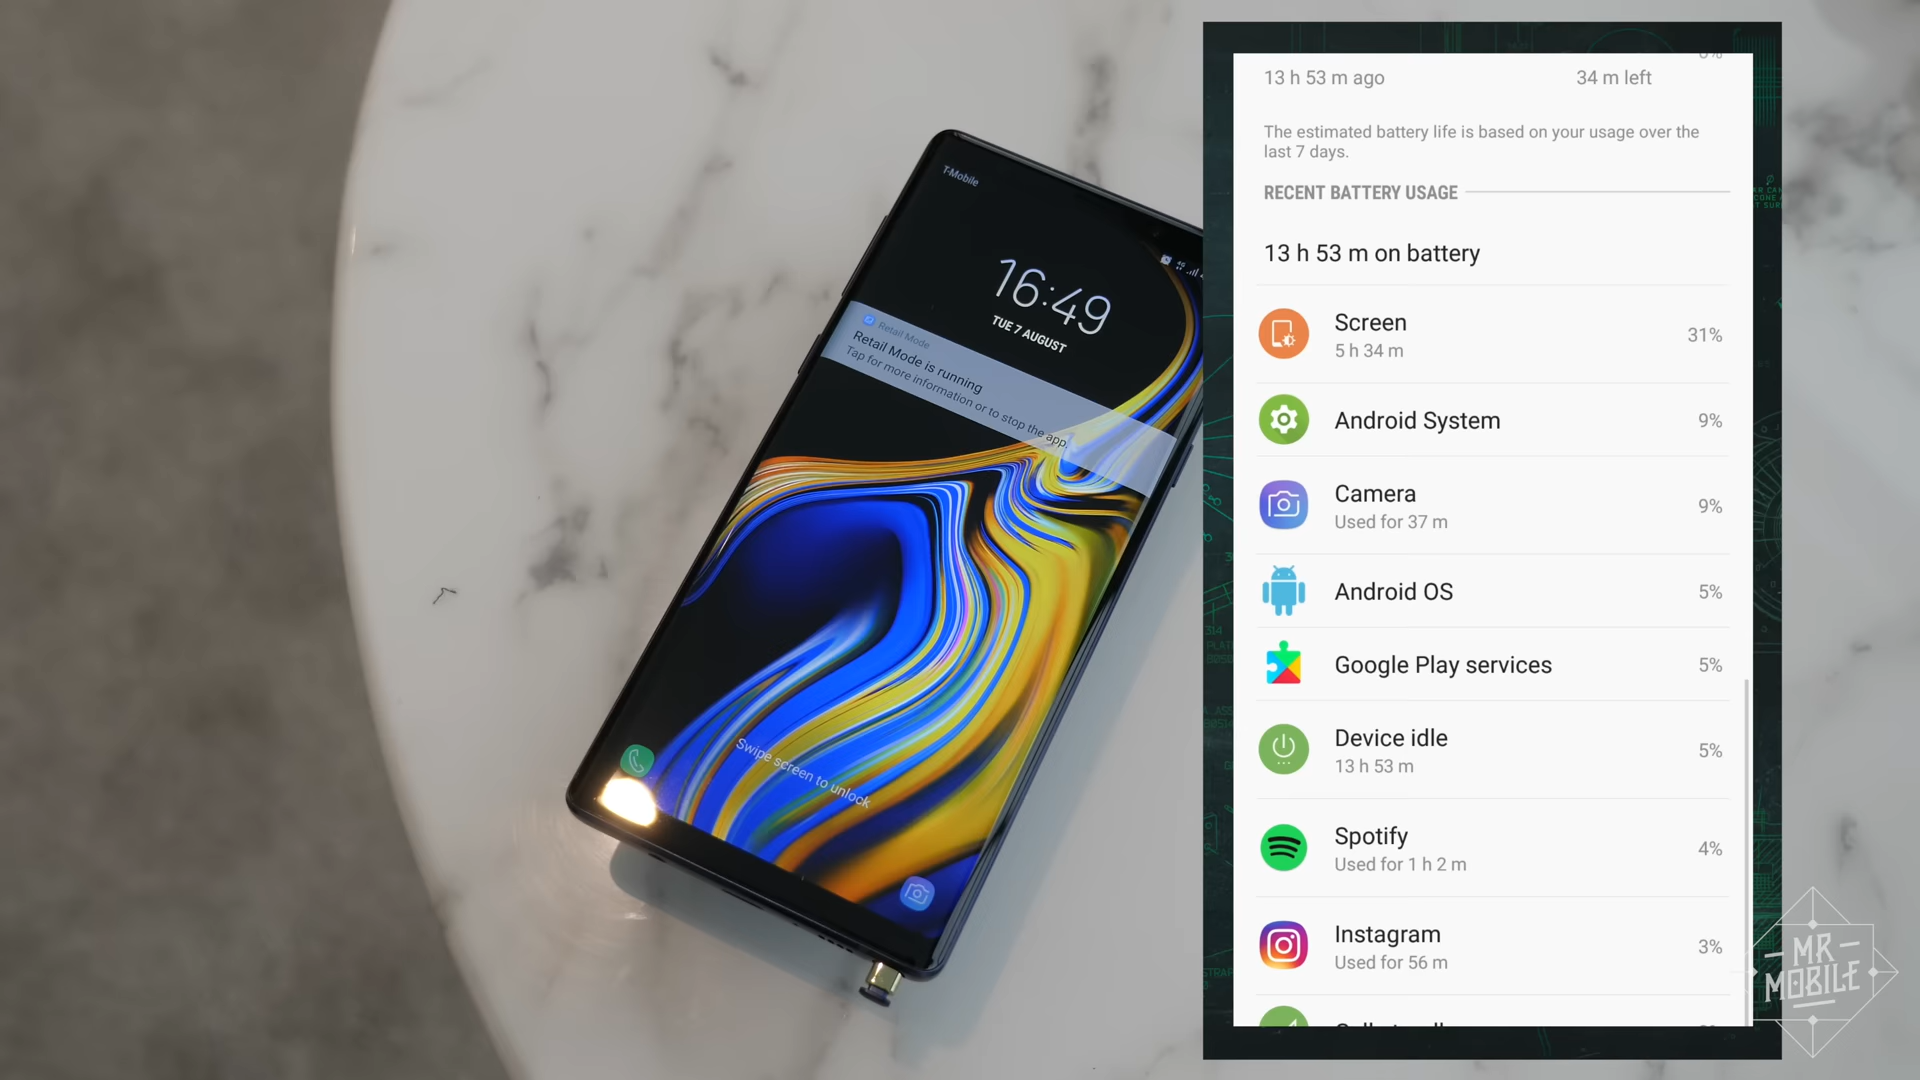 T-Mobile
4G
16:49
TUE 7 AUGUST
Retail Mode
Retail Mode is running
Tap for more information or to stop the app.
Swipe screen to unlock
13 h 53 m ago
34 m left
The estimated battery life is based on your usage over the
last 7 days.
RECENT BATTERY USAGE
13 h 53 m on battery
Screen
5 h 34 m
31%
Android System
9%
Camera
Used for 37 m
9%
Android OS
5%
Google Play services
5%
Device idle
13 h 53 m
5%
Spotify
Used for 1 h 2 m
4%
Instagram
Used for 56 m
3%
MR
MOBILE